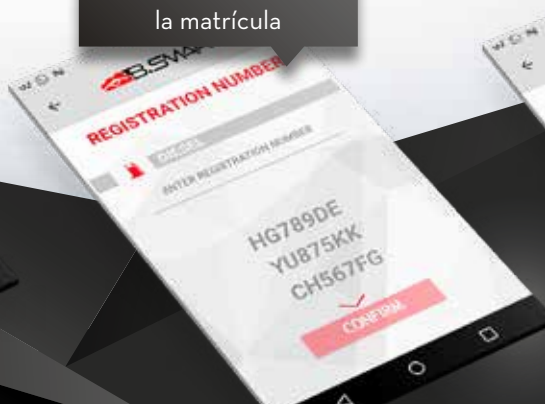 la matrícula
B.SMA
REGISTRATION NUMBER
DIESEL
ENTER REGISTRATION NUMBER
HG789DE
YU875KK
CH567FG
CONFIRM